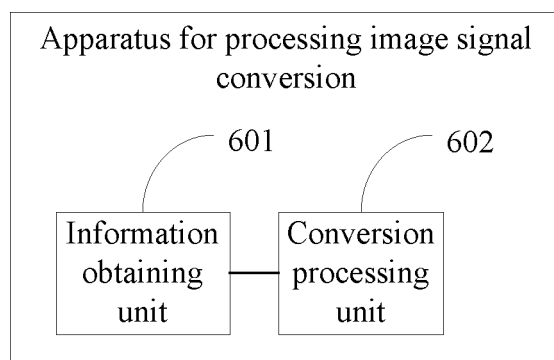 Apparatus for processing image signal
conversion
601
602
Information
obtaining
unit
Conversion
processing
unit